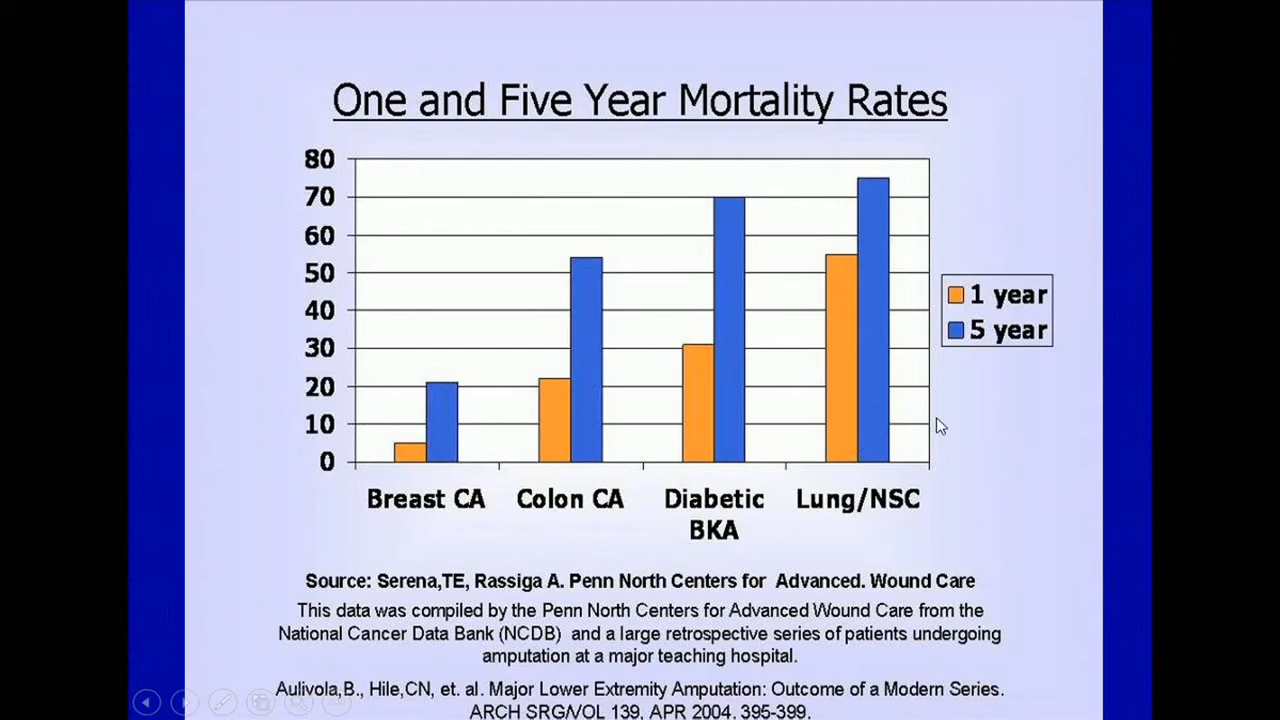 One and Five Year Mortality Rates
80
70
60
50
40
30
20
10
0
1 year
5 year
Breast CA
Colon CA
Diabetic
BKA
Lung/NSC
Source: Serena,TE, Rassiga A. Penn North Centers for Advanced. Wound Care
This data was compiled by the Penn North Centers for Advanced Wound Care from the
National Cancer Data Bank (NCDB) and a large retrospective series of patients undergoing
amputation at a major teaching hospital.
Aulivola,B., Hile,CN, et. al. Major Lower Extremity Amputation: Outcome of a Modern Series.
ARCH SRG/VOL 139, APR 2004. 395-399.